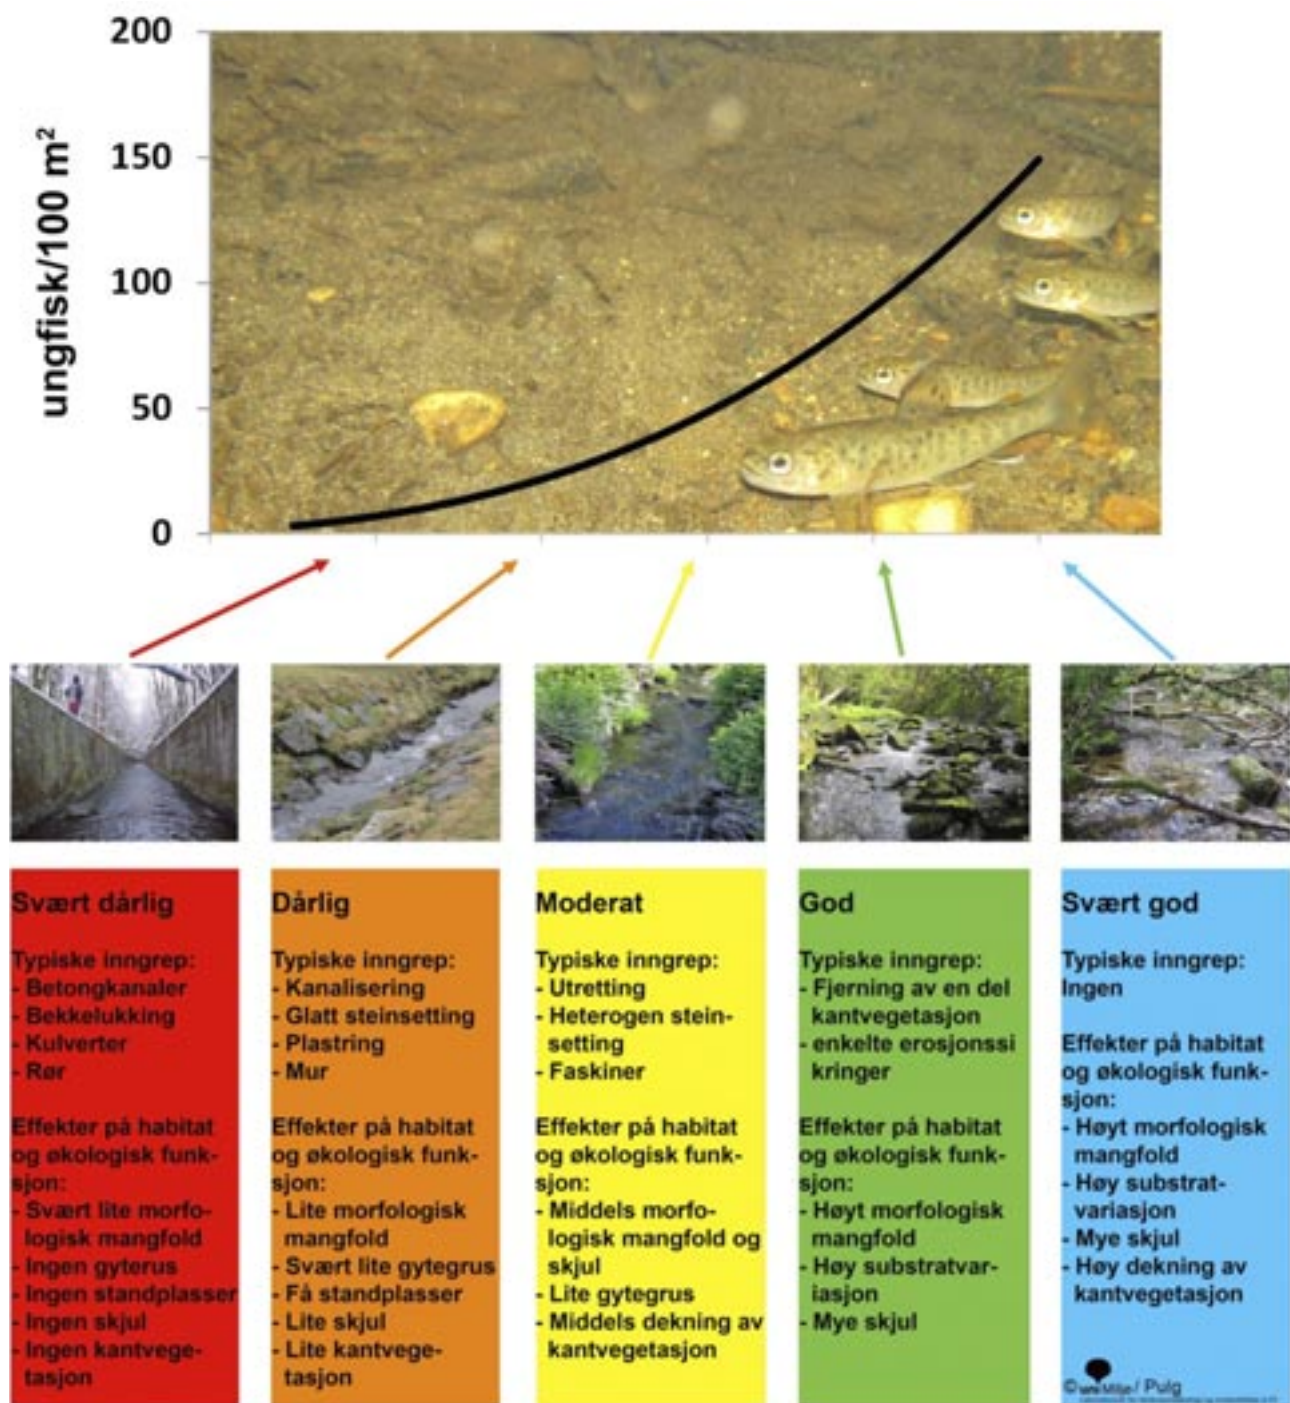 200
150
100
50
0
ungfisk/100 m²
Svært dårlig
Typiske inngrep:
- Betongkanaler
- Bekkelukking
- Kulverter
- Rør
Effekter på habitat
og økologisk funk-
sjon:
- Svært lite morfo-
logisk mangfold
- Ingen gyterus
- Ingen standplasser
- Ingen skjul
- Ingen kantvege-
tasjon
Dårlig
Typiske inngrep:
- Kanalisering
- Glatt steinsetting
- Plastring
- Mur
Effekter på habitat
og økologisk funk-
sjon:
- Lite morfologisk
mangfold
- Svært lite gytegrus
- Få standplasser
- Lite skjul
- Lite kantvege-
tasjon
Moderat
Typiske inngrep:
- Utretting
- Heterogen stein-
setting
- Faskiner
Effekter på habitat
og økologisk funk-
sjon:
- Middels morfo-
logisk mangfold og
skjul
- Lite gytegrus
- Middels dekning av
kantvegetasjon
God
Typiske inngrep:
- Fjerning av en del
kantvegetasjon
- enkelte erosjonssi
kringer
Effekter på habitat
og økologisk funk-
sjon:
- Høyt morfologisk
mangfold
- Høy substratvar-
iasjon
- Mye skjul
Svært god
Typiske inngrep:
Ingen
Effekter på habitat
og økologisk funk-
sjon:
- Høyt morfologisk
mangfold
- Høy substrat-
variasjon
- Mye skjul
- Høy dekning av
kantvegetasjon
© uni Miljø / Pulg